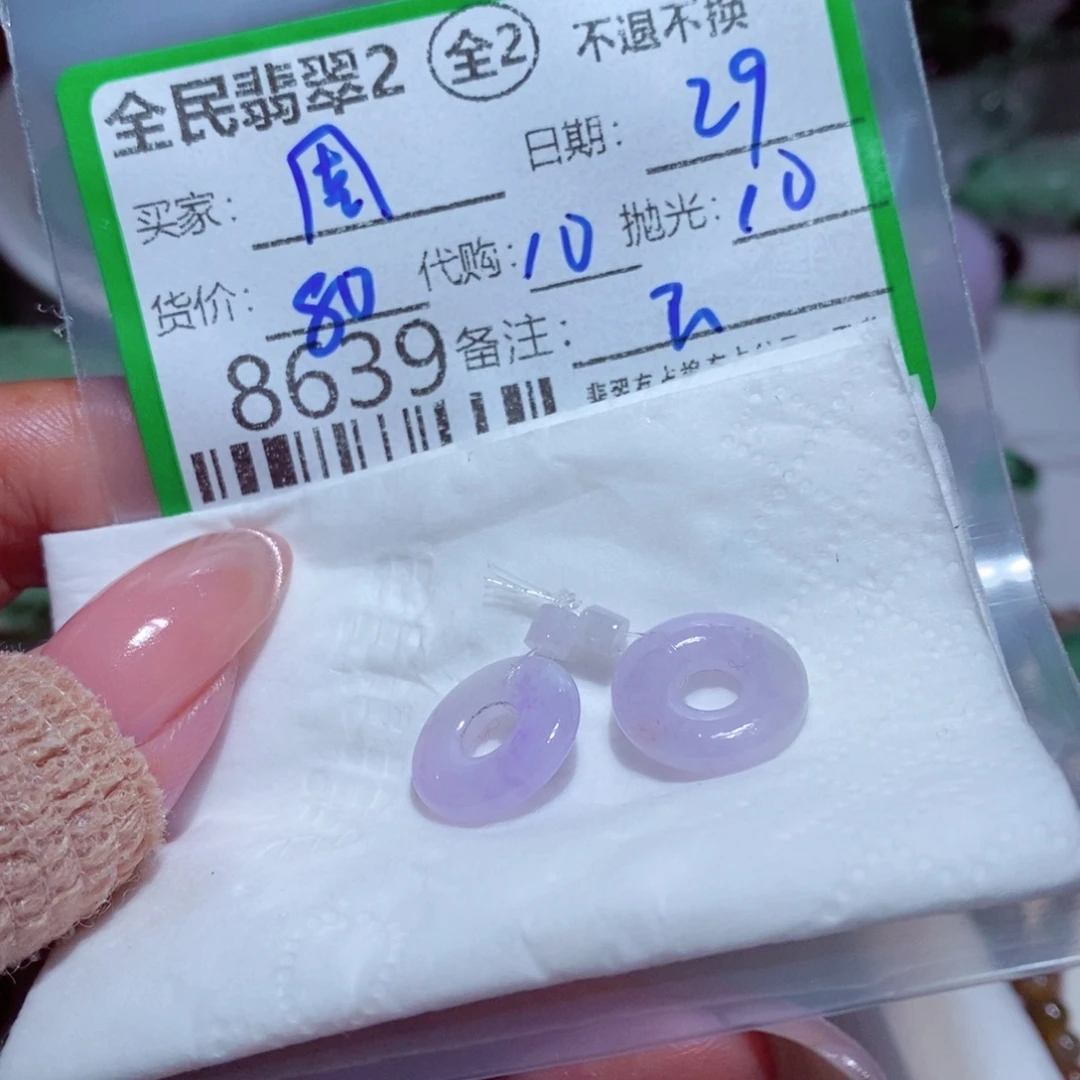 全民翡翠2 全2 不退不换
买家: 周 日期: 29
货价: 80 代购: 10 抛光: 10
8639 备注: